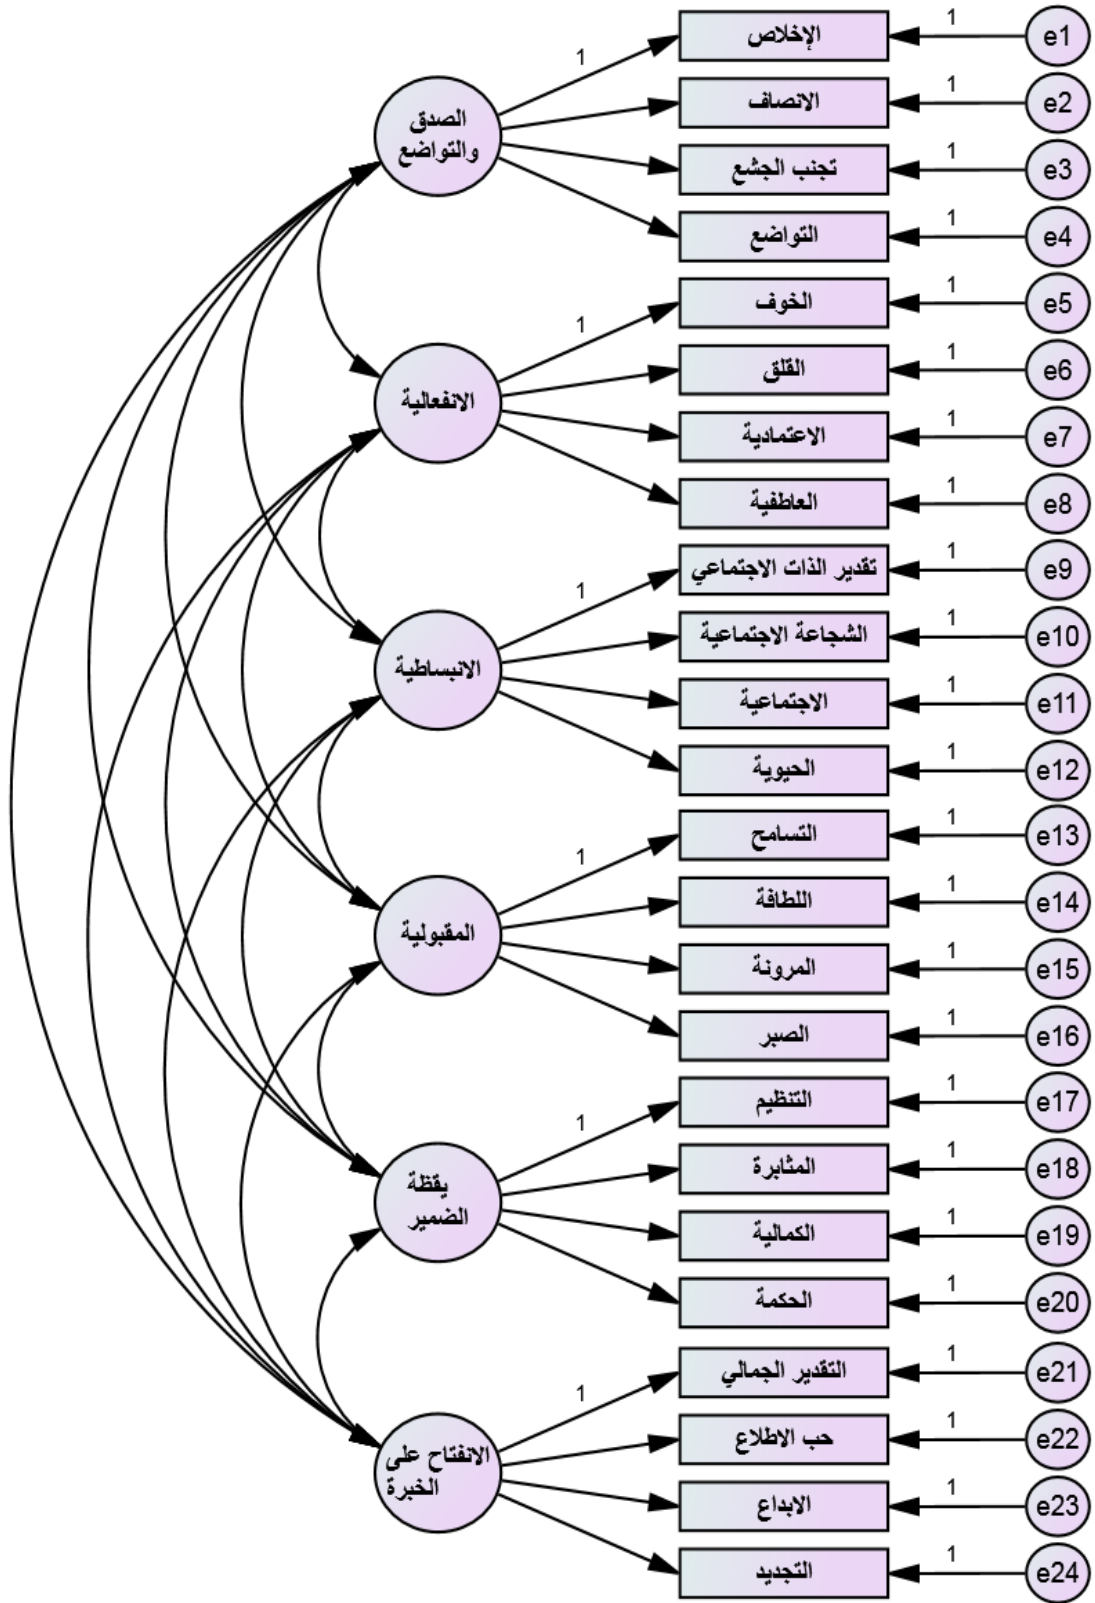 الإخلاص
1
1
e1
الصدق
والتواضع
الانصاف
1
e2
تجنب الجشع
1
e3
التواضع
1
e4
الخوف
1
1
e5
الانفعالية
القلق
1
e6
الاعتمادية
1
e7
العاطفية
1
e8
تقدير الذات الاجتماعي
1
1
e9
الانبساطية
الشجاعة الاجتماعية
1
e10
الاجتماعية
1
e11
الحيوية
1
e12
التسامح
1
1
e13
المقبولية
اللطافة
1
e14
المرونة
1
e15
الصبر
1
e16
التنظيم
1
1
e17
يقظة
الضمير
المثابرة
1
e18
الكمالية
1
e19
الحكمة
1
e20
التقدير الجمالي
1
1
e21
الانفتاح على
الخبرة
حب الاطلاع
1
e22
الابداع
1
e23
التجديد
1
e24